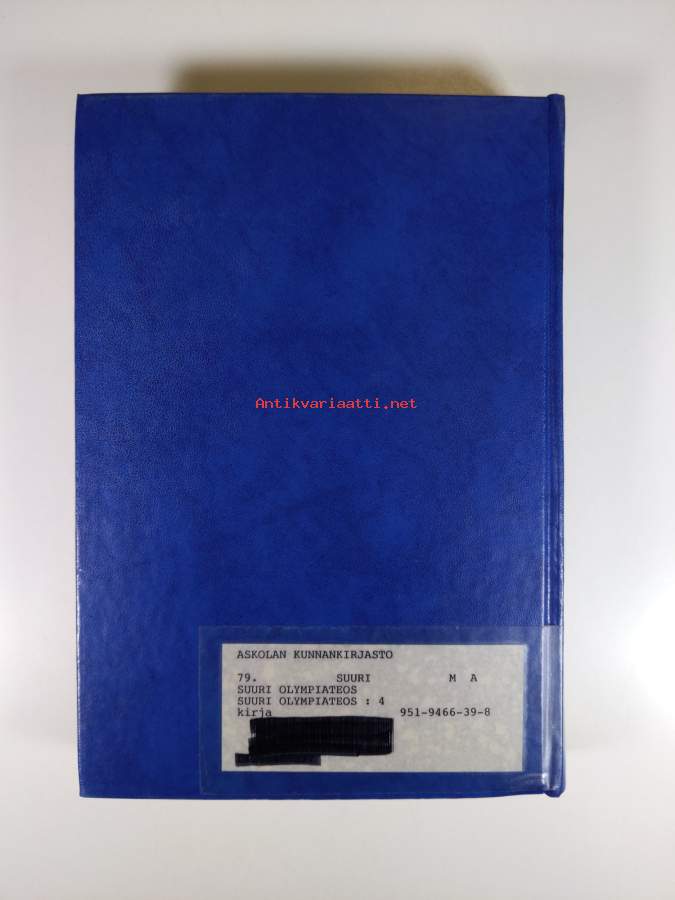 Antikvariaatti.net
ASKOLAN KUNNANKIRJASTO
79. SUURI M A
SUURI OLYMPIATEOS
SUURI OLYMPIATEOS : 4
kirja 951-9466-39-8